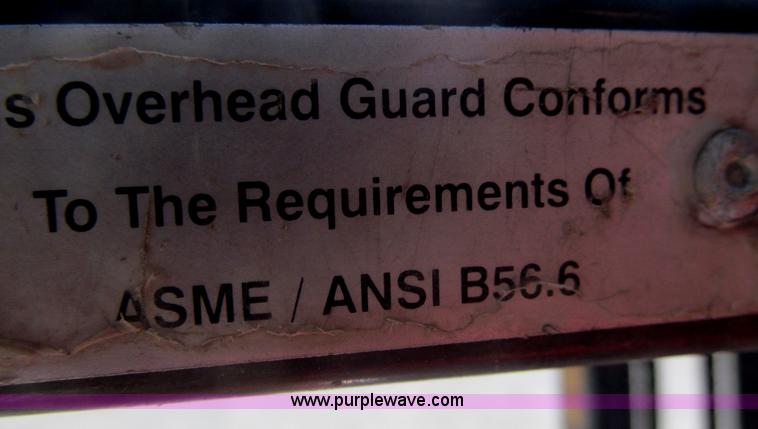 s Overhead Guard Conforms
To The Requirements Of
ASME / ANSI B56.6
www.purplewave.com